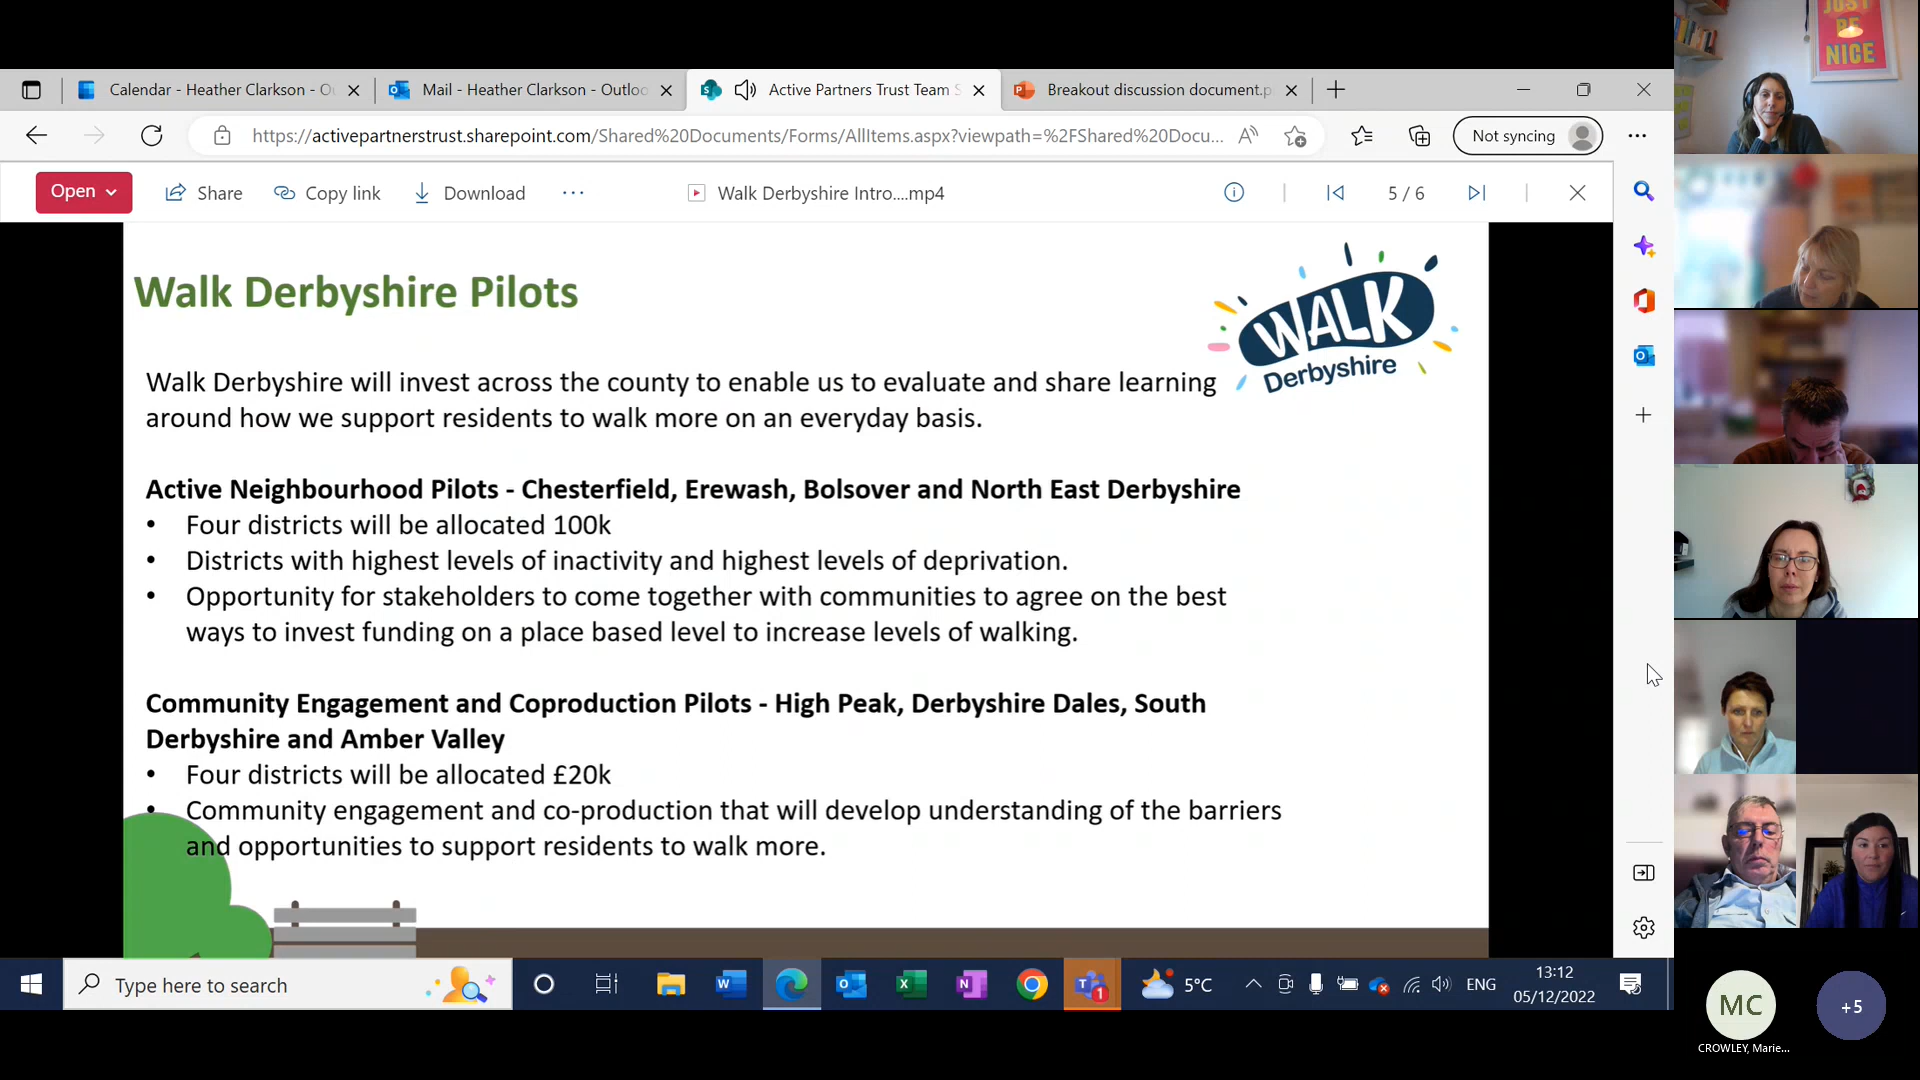 JUST
BE
NICE
Calendar - Heather Clarkson - Ou
Mail - Heather Clarkson - Outloo
Active Partners Trust Team S
Breakout discussion document.p
https://activepartnerstrust.sharepoint.com/Shared%20Documents/Forms/AllItems.aspx?viewpath=%2FShared%20Docu...
Not syncing
Open
Share
Copy link
Download
Walk Derbyshire Intro....mp4
5 / 6
Walk Derbyshire Pilots
WALK
Derbyshire
Walk Derbyshire will invest across the county to enable us to evaluate and share learning
around how we support residents to walk more on an everyday basis.
Active Neighbourhood Pilots - Chesterfield, Erewash, Bolsover and North East Derbyshire
• Four districts will be allocated 100k
• Districts with highest levels of inactivity and highest levels of deprivation.
• Opportunity for stakeholders to come together with communities to agree on the best
ways to invest funding on a place based level to increase levels of walking.
Community Engagement and Coproduction Pilots - High Peak, Derbyshire Dales, South
Derbyshire and Amber Valley
• Four districts will be allocated £20k
• Community engagement and co-production that will develop understanding of the barriers
and opportunities to support residents to walk more.
Type here to search
5°C
ENG
13:12
05/12/2022
MC
+5
CROWLEY, Marie...